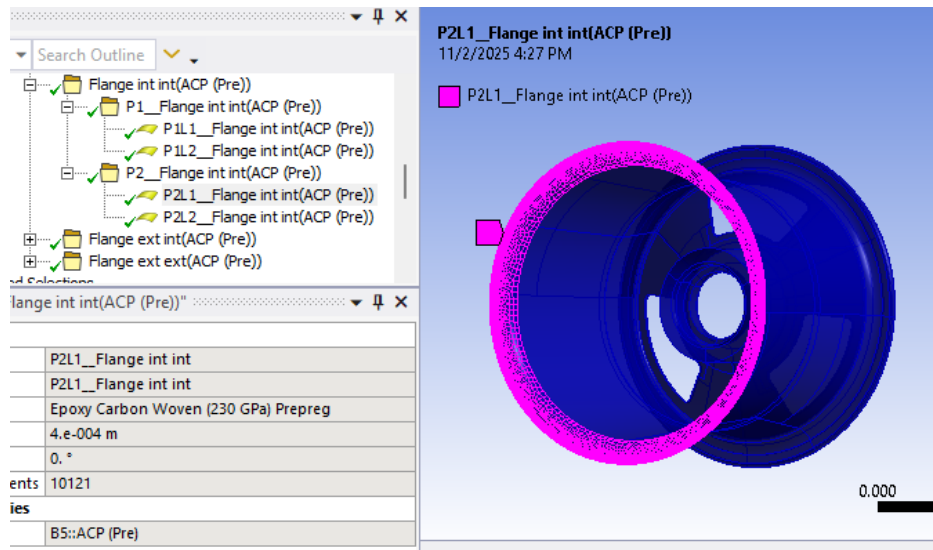 Search Outline
Flange int int(ACP (Pre))
P1__Flange int int(ACP (Pre))
P1L1__Flange int int(ACP (Pre))
P1L2__Flange int int(ACP (Pre))
P2__Flange int int(ACP (Pre))
P2L1__Flange int int(ACP (Pre))
P2L2__Flange int int(ACP (Pre))
Flange ext int(ACP (Pre))
Flange ext ext(ACP (Pre))
lange int int(ACP (Pre))"
P2L1__Flange int int
P2L1__Flange int int
Epoxy Carbon Woven (230 GPa) Prepreg
4.e-004 m
0. °
ents 10121
ies
B5::ACP (Pre)
P2L1__Flange int int(ACP (Pre))
11/2/2025 4:27 PM
P2L1__Flange int int(ACP (Pre))
0.000